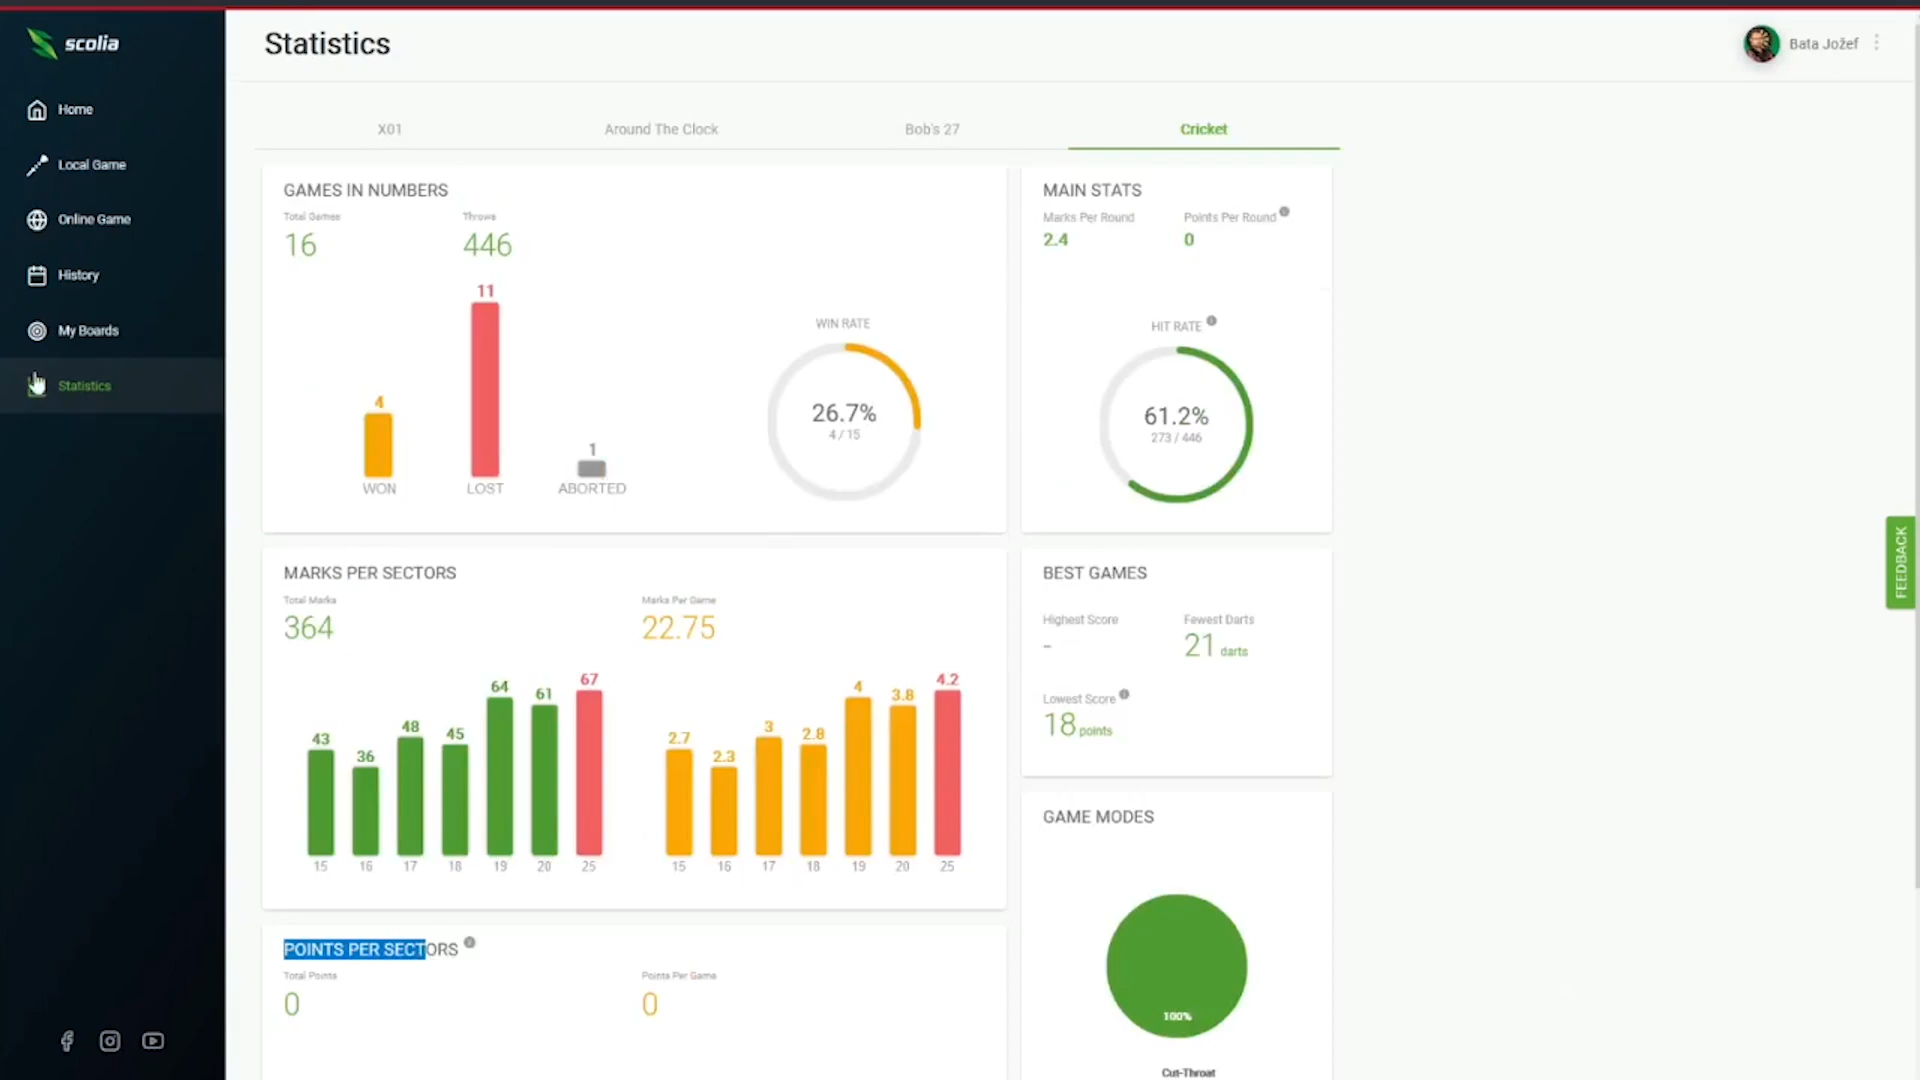 scolia
Statistics
Bata Jožef
Home
Local Game
Online Game
History
My Boards
Statistics
X01
Around The Clock
Bob's 27
Cricket
GAMES IN NUMBERS
Total Games
Throws
16
446
11
4
1
WON
LOST
ABORTED
WIN RATE
26.7%
4 / 15
MAIN STATS
Marks Per Round
Points Per Round
2.4
0
HIT RATE
61.2%
273 / 446
MARKS PER SECTORS
Total Marks
Marks Per Game
364
22.75
43
36
48
45
64
61
67
15
16
17
18
19
20
25
2.7
2.3
3
2.8
4
3.8
4.2
15
16
17
18
19
20
25
BEST GAMES
Highest Score
Fewest Darts
-
21 darts
Lowest Score
18 points
FEEDBACK
GAME MODES
100%
Cut-Throat
POINTS PER SECTORS
Total Points
Points Per Game
0
0